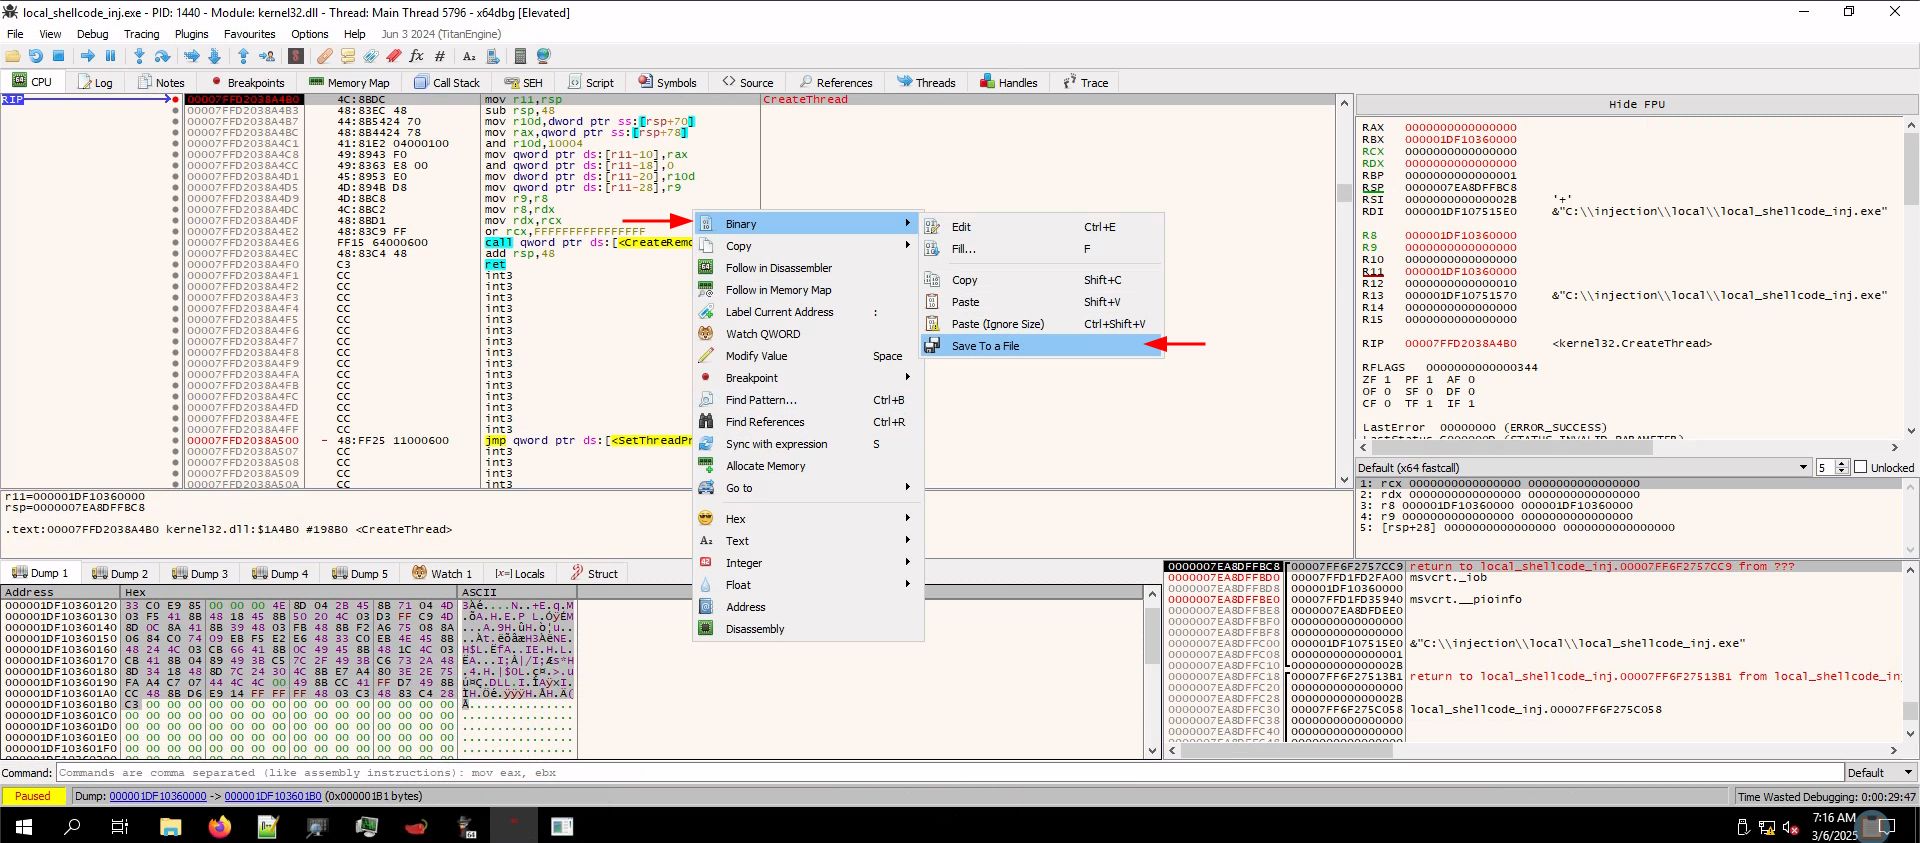 local_shellcode_inj.exe - PID: 1440 - Module: kernel32.dll - Thread: Main Thread 5796 - x64dbg [Elevated]
File View Debug Tracing Plugins Favourites Options Help Jun 3 2024 (TitanEngine)
CPU Log Notes Breakpoints Memory Map Call Stack SEH Script Symbols Source References Threads Handles Trace
RIP 00007FFD2038A4B0 4C:8BDC mov r11,rsp CreateThread
00007FFD2038A4B3 48:83EC 48 sub rsp,48
00007FFD2038A4B7 44:8B5424 70 mov r10d,dword ptr ss:[rsp+70]
00007FFD2038A4BC 48:8B4424 78 mov rax,qword ptr ss:[rsp+78]
00007FFD2038A4C1 41:81E2 04000100 and r10d,10004
00007FFD2038A4C8 49:8943 F0 mov qword ptr ds:[r11-10],rax
00007FFD2038A4CC 49:8363 E8 00 and qword ptr ds:[r11-18],0
00007FFD2038A4D1 45:8953 E0 mov dword ptr ds:[r11-20],r10d
00007FFD2038A4D5 4D:894B D8 mov qword ptr ds:[r11-28],r9
00007FFD2038A4D9 4D:8BC8 mov r9,r8
00007FFD2038A4DC 4C:8BC2 mov r8,rdx
00007FFD2038A4DF 48:8BD1 mov rdx,rcx
00007FFD2038A4E2 48:83C9 FF or rcx,FFFFFFFFFFFFFFFF
00007FFD2038A4E6 FF15 64000600 call qword ptr ds:[<CreateRemo
00007FFD2038A4EC 48:83C4 48 add rsp,48
00007FFD2038A4F0 C3 ret
00007FFD2038A4F1 CC int3
00007FFD2038A4F2 CC int3
00007FFD2038A4F3 CC int3
00007FFD2038A4F4 CC int3
00007FFD2038A4F5 CC int3
00007FFD2038A4F6 CC int3
00007FFD2038A4F7 CC int3
00007FFD2038A4F8 CC int3
00007FFD2038A4F9 CC int3
00007FFD2038A4FA CC int3
00007FFD2038A4FB CC int3
00007FFD2038A4FC CC int3
00007FFD2038A4FD CC int3
00007FFD2038A4FE CC int3
00007FFD2038A4FF CC int3
00007FFD2038A500 - 48:FF25 11000600 jmp qword ptr ds:[<SetThreadPr
00007FFD2038A507 CC int3
00007FFD2038A508 CC int3
00007FFD2038A509 CC int3
00007FFD2038A50A CC int3
Binary
Copy
Follow in Disassembler
Follow in Memory Map
Label Current Address :
Watch QWORD
Modify Value Space
Breakpoint
Find Pattern... Ctrl+B
Find References Ctrl+R
Sync with expression S
Allocate Memory
Go to
Hex
Text
Integer
Float
Address
Disassembly
Edit Ctrl+E
Fill... F
Copy Shift+C
Paste Shift+V
Paste (Ignore Size) Ctrl+Shift+V
Save To a File
Hide FPU
RAX 0000000000000000
RBX 000001DF10360000
RCX 0000000000000000
RDX 0000000000000000
RBP 0000000000000001
RSP 0000007EA8DFFBC8
RSI 000000000000002B '+'
RDI 000001DF107515E0 &"C:\\injection\\local\\local_shellcode_inj.exe"
R8 000001DF10360000
R9 0000000000000000
R10 0000000000000000
R11 000001DF10360000
R12 0000000000000010
R13 000001DF10751570 &"C:\\injection\\local\\local_shellcode_inj.exe"
R14 0000000000000000
R15 0000000000000000
RIP 00007FFD2038A4B0 <kernel32.CreateThread>
RFLAGS 0000000000000344
ZF 1 PF 1 AF 0
OF 0 SF 0 DF 0
CF 0 TF 1 IF 1
LastError 00000000 (ERROR_SUCCESS)
LastStatus C000000D (STATUS_INVALID_PARAMETER)
Default (x64 fastcall) 5 Unlocked
1: rcx 0000000000000000 0000000000000000
2: rdx 0000000000000000 0000000000000000
3: r8 000001DF10360000 000001DF10360000
4: r9 0000000000000000 0000000000000000
5: [rsp+28] 0000000000000000 0000000000000000
r11=000001DF10360000
rsp=0000007EA8DFFBC8
.text:00007FFD2038A4B0 kernel32.dll:$1A4B0 #198B0 <CreateThread>
Dump 1 Dump 2 Dump 3 Dump 4 Dump 5 Watch 1 Locals Struct
Address Hex ASCII
000001DF10360120 33 C0 E9 85 00 00 00 4E 8D 04 2B 45 8B 71 04 4D
000001DF10360130 03 F5 41 8B 48 18 45 8B 50 20 4C 03 D3 FF C9 4D
000001DF10360140 8D 0C 8A 41 8B 39 48 03 FB 48 8B F2 A6 75 08 8A
000001DF10360150 06 84 C0 74 09 EB F5 E2 E6 48 33 C0 EB 4E 45 8B
000001DF10360160 48 24 4C 03 CB 66 41 8B 0C 49 45 8B 48 1C 4C 03
000001DF10360170 CB 41 8B 04 89 49 3B C5 7C 2F 49 3B C6 73 2A 48
000001DF10360180 8D 34 18 48 8D 7C 24 30 4C 8B E7 A4 80 3E 2E 75
000001DF10360190 FA A4 C7 07 44 4C 4C 00 49 8B CC 41 FF D7 49 8B
000001DF103601A0 CC 48 8B D6 E9 14 FF FF FF 48 03 C3 48 83 C4 28
000001DF103601B0 C3 00 00 00 00 00 00 00 00 00 00 00 00 00 00 00
000001DF103601C0 00 00 00 00 00 00 00 00 00 00 00 00 00 00 00 00
000001DF103601D0 00 00 00 00 00 00 00 00 00 00 00 00 00 00 00 00
000001DF103601E0 00 00 00 00 00 00 00 00 00 00 00 00 00 00 00 00
000001DF103601F0 00 00 00 00 00 00 00 00 00 00 00 00 00 00 00 00
0000007EA8DFFBC8 00007FF6F2757CC9 return to local_shellcode_inj.00007FF6F2757CC9 from ???
0000007EA8DFFBD0 00007FFD1FD2FA00 msvcrt._iob
0000007EA8DFFBD8 000001DF10360000
0000007EA8DFFBE0 00007FFD1FD35940 msvcrt.__pioinfo
0000007EA8DFFBE8 0000007EA8DFDEE0
0000007EA8DFFBF0 0000000000000000
0000007EA8DFFBF8 0000000000000000
0000007EA8DFFC00 000001DF107515E0 &"C:\\injection\\local\\local_shellcode_inj.exe"
0000007EA8DFFC08 0000000000000001
0000007EA8DFFC10 000000000000002B
0000007EA8DFFC18 00007FF6F27513B1 return to local_shellcode_inj.00007FF6F27513B1 from local_shellcode_in
0000007EA8DFFC20 0000000000000000
0000007EA8DFFC28 000000000000002B
0000007EA8DFFC30 00007FF6F275C058 local_shellcode_inj.00007FF6F275C058
0000007EA8DFFC38 0000000000000000
0000007EA8DFFC40 0000000000000000
Command: Commands are comma separated (like assembly instructions): mov eax, ebx Default
Paused Dump: 000001DF10360000 -> 000001DF103601B0 (0x000001B1 bytes) Time Wasted Debugging: 0:00:29:47
7:16 AM
3/6/2025